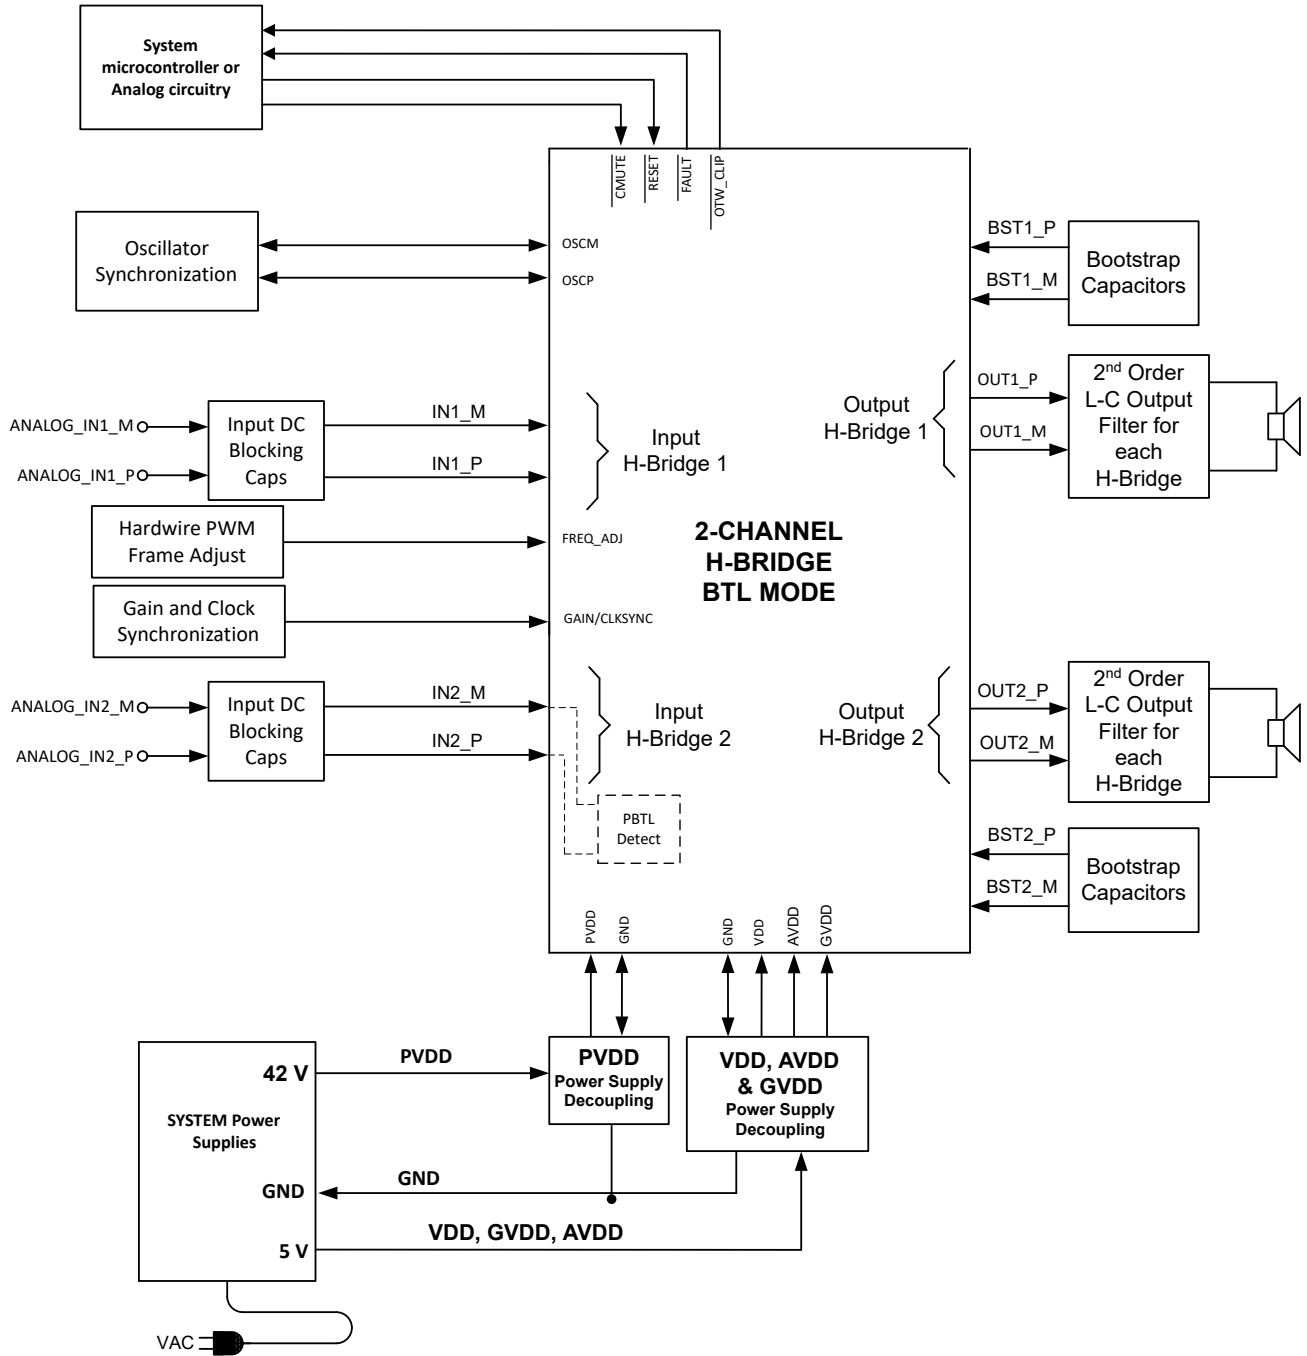 System
microcontroller or
Analog circuitry
CMUTE
RESET
FAULT
OTW_CLIP
Oscillator
Synchronization
OSCM
OSCP
BST1_P
BST1_M
Bootstrap
Capacitors
ANALOG_IN1_M
ANALOG_IN1_P
Input DC
Blocking
Caps
IN1_M
IN1_P
Input
H-Bridge 1
Output
H-Bridge 1
OUT1_P
OUT1_M
2nd Order
L-C Output
Filter for
each
H-Bridge
Hardwire PWM
Frame Adjust
FREQ_ADJ
2-CHANNEL
H-BRIDGE
BTL MODE
Gain and Clock
Synchronization
GAIN/CLKSYNC
ANALOG_IN2_M
ANALOG_IN2_P
Input DC
Blocking
Caps
IN2_M
IN2_P
Input
H-Bridge 2
Output
H-Bridge 2
OUT2_P
OUT2_M
2nd Order
L-C Output
Filter for
each
H-Bridge
PBTL
Detect
BST2_P
BST2_M
Bootstrap
Capacitors
PVDD
GND
GND
VDD
AVDD
GVDD
42 V
SYSTEM Power
Supplies
GND
5 V
PVDD
PVDD
Power Supply
Decoupling
VDD, AVDD
& GVDD
Power Supply
Decoupling
GND
VDD, GVDD, AVDD
VAC